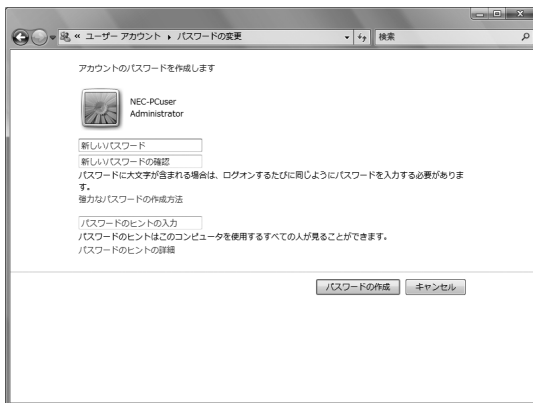 « ユーザー アカウント ▸ パスワードの変更
検索
アカウントのパスワードを作成します
NEC-PCuser
Administrator
新しいパスワード
新しいパスワードの確認
パスワードに大文字が含まれる場合は、ログオンするたびに同じようにパスワードを入力する必要がありま
す。
強力なパスワードの作成方法
パスワードのヒントの入力
パスワードのヒントはこのコンピュータを使用するすべての人が見ることができます。
パスワードのヒントの詳細
パスワードの作成
キャンセル